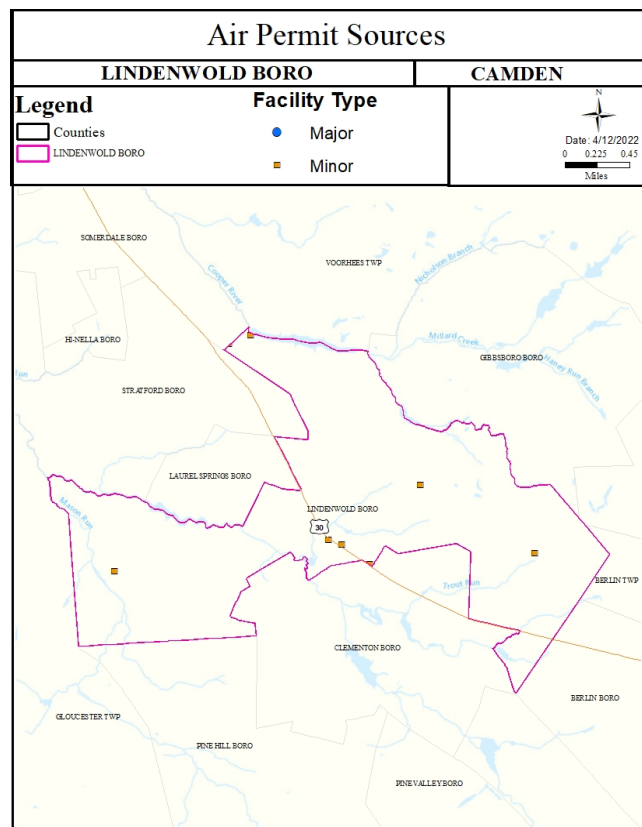 Air Permit Sources
LINDENWOLD BORO
CAMDEN
Legend
Counties
LINDENWOLD BORO
Facility Type
Major
Minor
N
Date: 4/12/2022
0 0.225 0.45
Miles
SOMERDALE BORO
VOORHEES TWP
Cooper River
Nicholson Branch
Millard Creek
HI-NELLA BORO
GIBBSBORO BORO
Haney Run Branch
Run
STRATFORD BORO
LAUREL SPRINGS BORO
Mason Run
LINDENWOLD BORO
30
Trout Run
BERLIN TWP
CLEMENTON BORO
BERLIN BORO
GLOUCESTER TWP
PINE HILL BORO
PINE VALLEY BORO